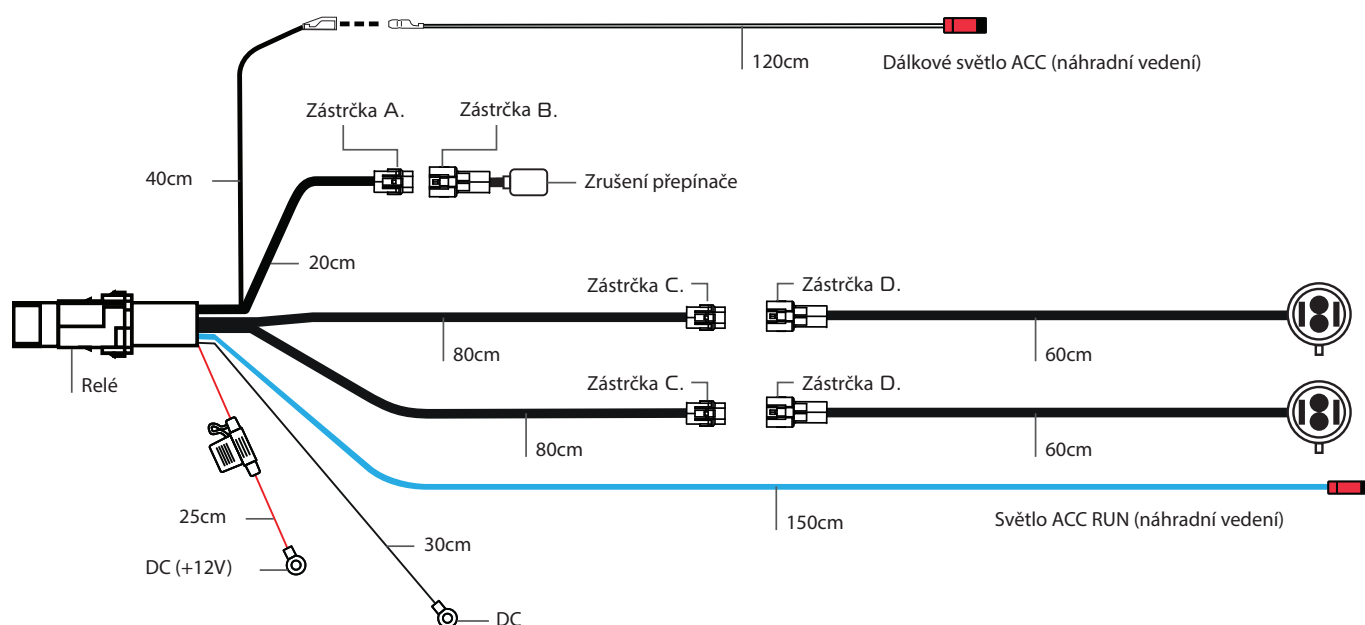 120cm
Dálkové světlo ACC (náhradní vedení)
Zástrčka A.
Zástrčka B.
40cm
Zrušení přepínače
20cm
Zástrčka C.
Zástrčka D.
80cm
60cm
Relé
Zástrčka C.
Zástrčka D.
80cm
60cm
25cm
150cm
Světlo ACC RUN (náhradní vedení)
30cm
DC (+12V)
DC